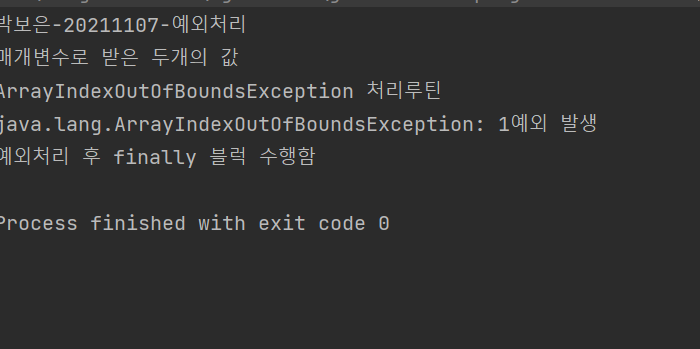 박보은-20211107-예외처리
매개변수로 받은 두개의 값
ArrayIndexOutOfBoundsException 처리루틴
java.lang.ArrayIndexOutOfBoundsException: 1예외 발생
예외처리 후 finally 블럭 수행함
Process finished with exit code 0